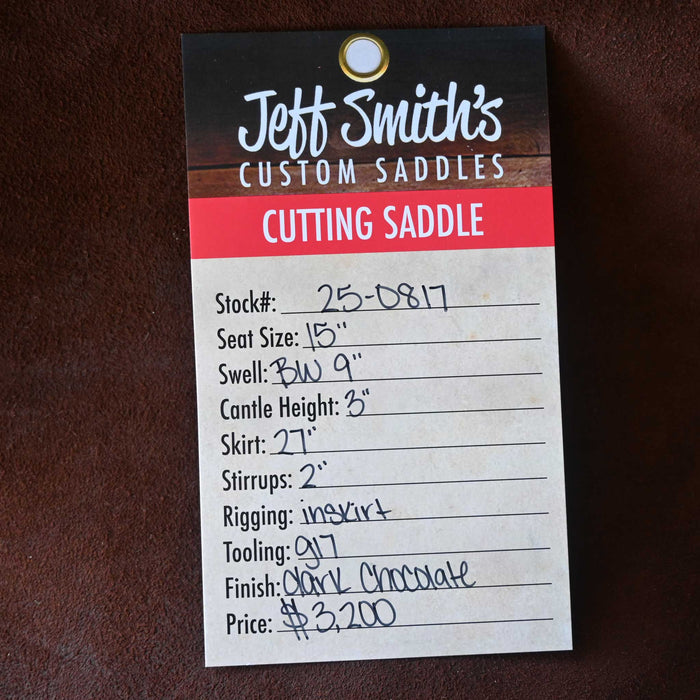 Jeff Smith's
CUSTOM SADDLES
CUTTING SADDLE
Stock#: 25-0817
Seat Size: 15"
Swell: BW 9"
Cantle Height: 3"
Skirt: 27"
Stirrups: 2"
Rigging: inskirt
Tooling: g17
Finish: dark chocolate
Price: $3,200